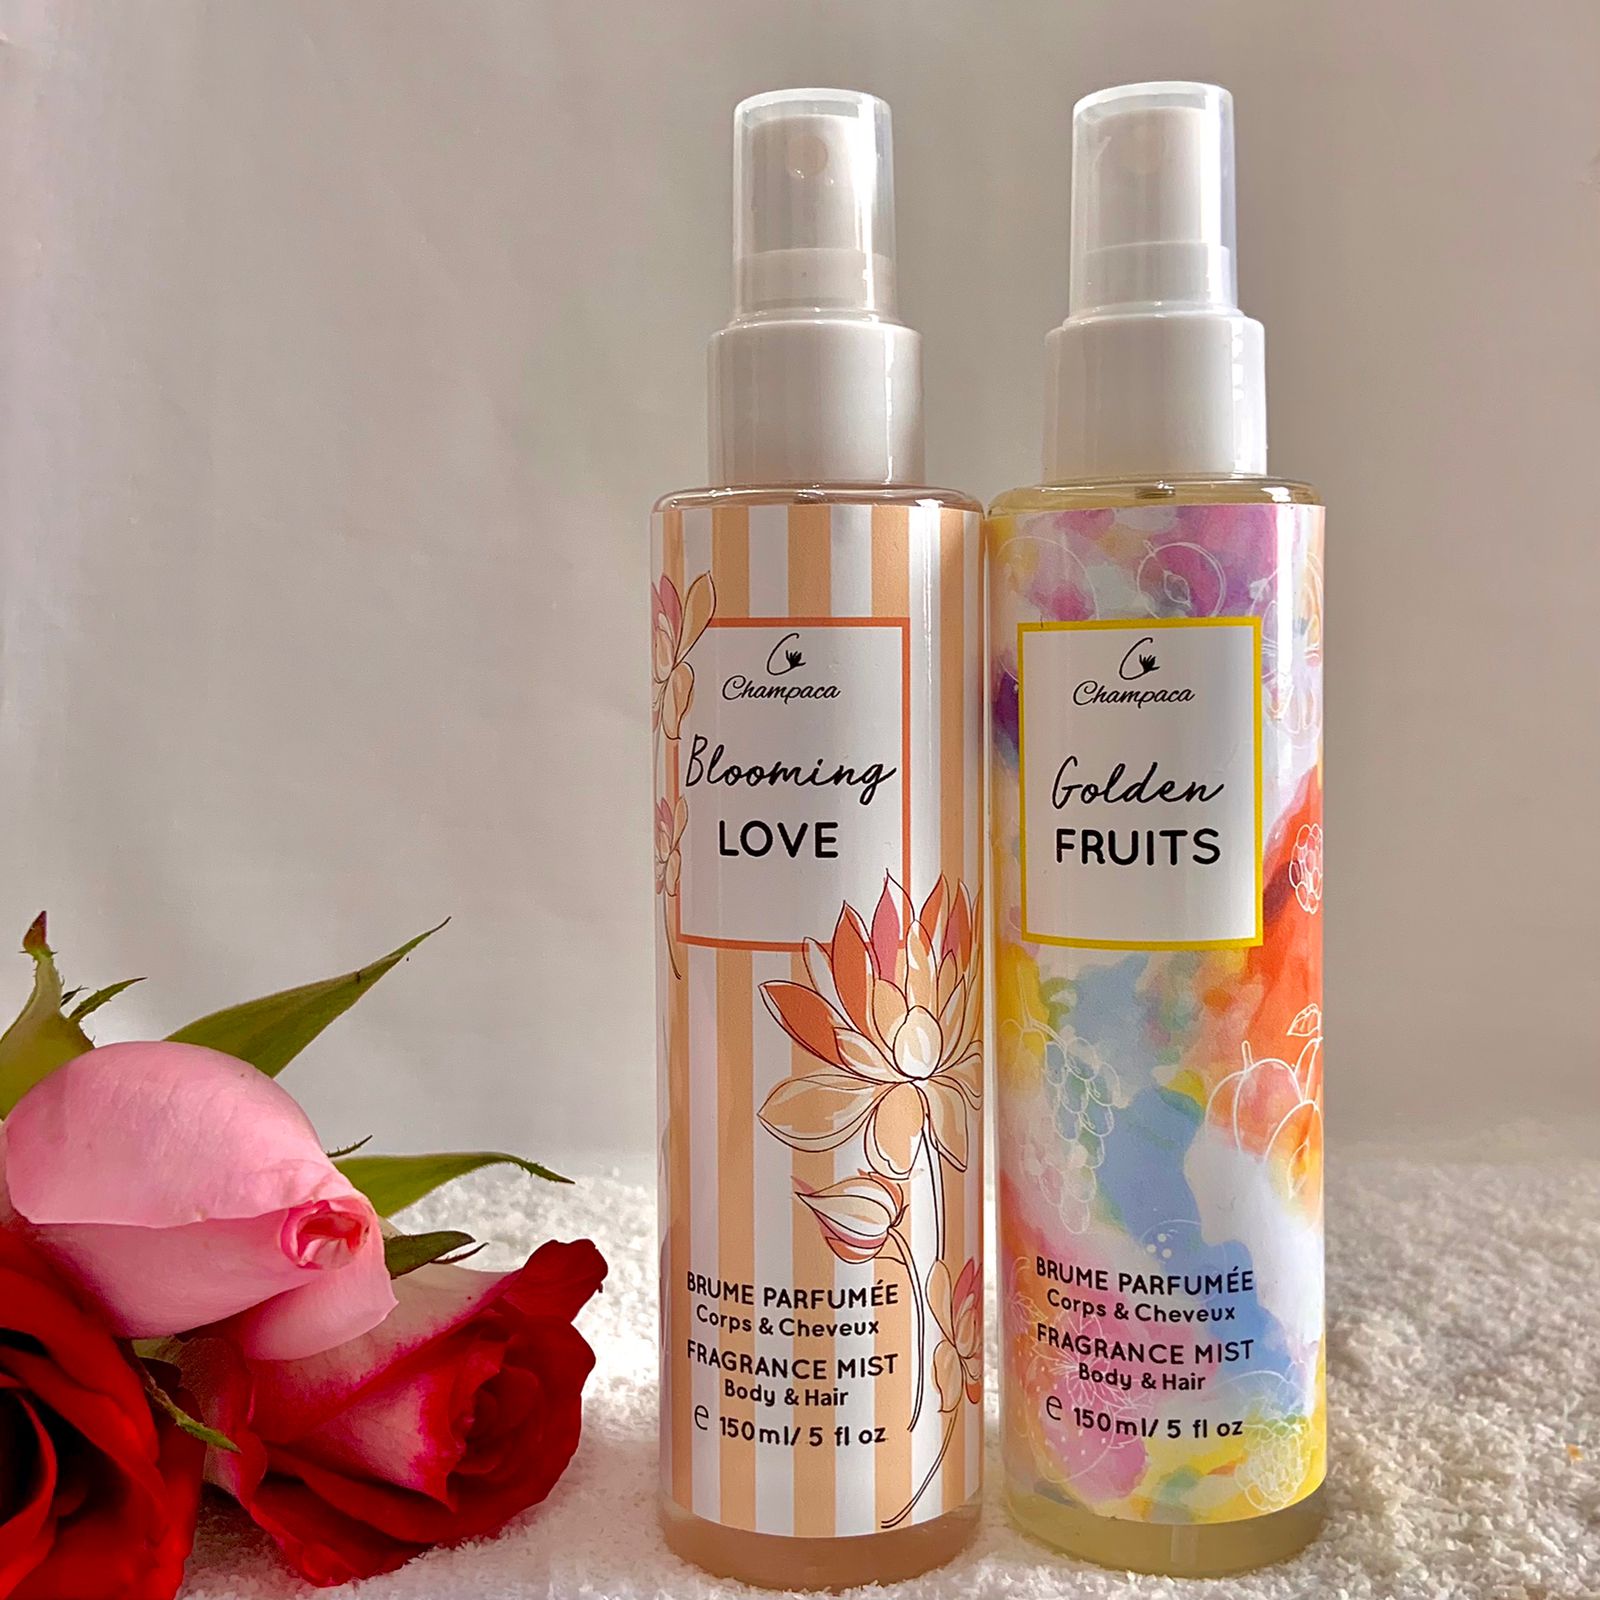 Champaca
Blooming
LOVE
BRUME PARFUMÉE
Corps & Cheveux
FRAGRANCE MIST
Body & Hair
e 150ml/ 5 fl oz
Champaca
Golden
FRUITS
BRUME PARFUMÉE
Corps & Cheveux
FRAGRANCE MIST
Body & Hair
e 150ml/ 5 fl oz